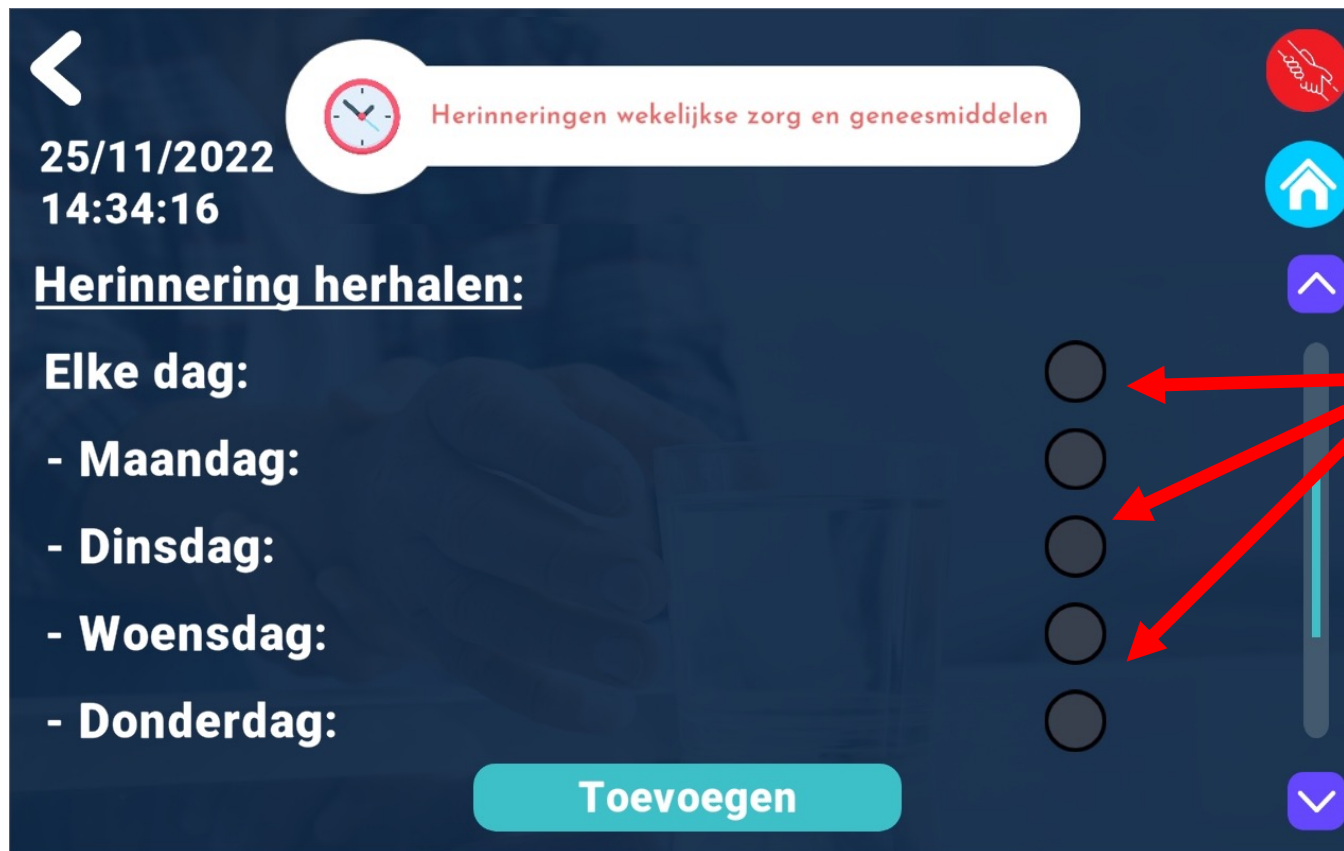 Herinneringen wekelijkse zorg en geneesmiddelen
25/11/2022
14:34:16
Herinnering herhalen:
Elke dag:
- Maandag:
- Dinsdag:
- Woensdag:
- Donderdag:
Toevoegen